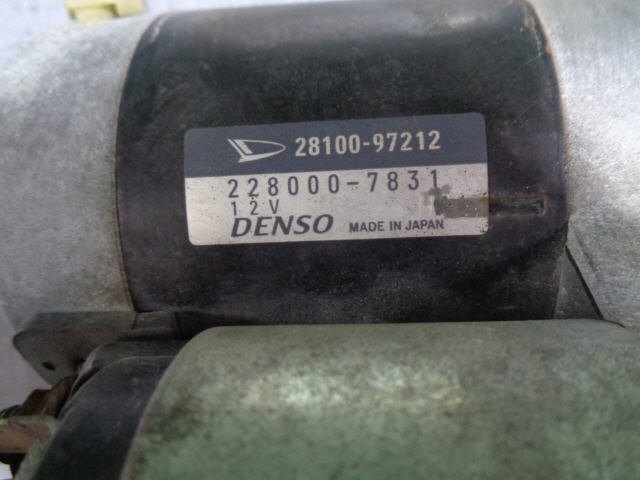 28100-97212
228000-7831
12V
DENSO MADE IN JAPAN